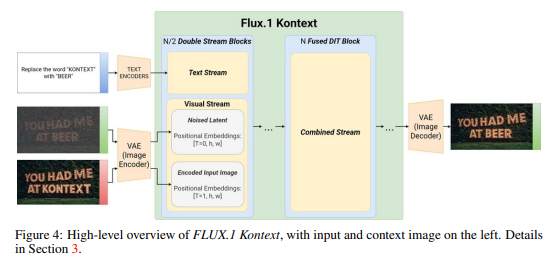 Flux.1 Kontext
N/2 Double Stream Blocks
N Fused DIT Block
Replace the word "KONTEXT"
with "BEER"
TEXT
ENCODERS
Text Stream
Visual Stream
Noised Latent
Positional Embeddings:
[T=0, h, w]
YOU HAD ME
AT BEER
VAE
(Image
Encoder)
...
Combined Stream
...
VAE
(Image
Decoder)
YOU HAD ME
AT BEER
YOU HAD ME
AT KONTEXT
Encoded Input Image
Positional Embeddings:
[T=1, h, w]
Figure 4: High-level overview of FLUX.1 Kontext, with input and context image on the left. Details
in Section 3.